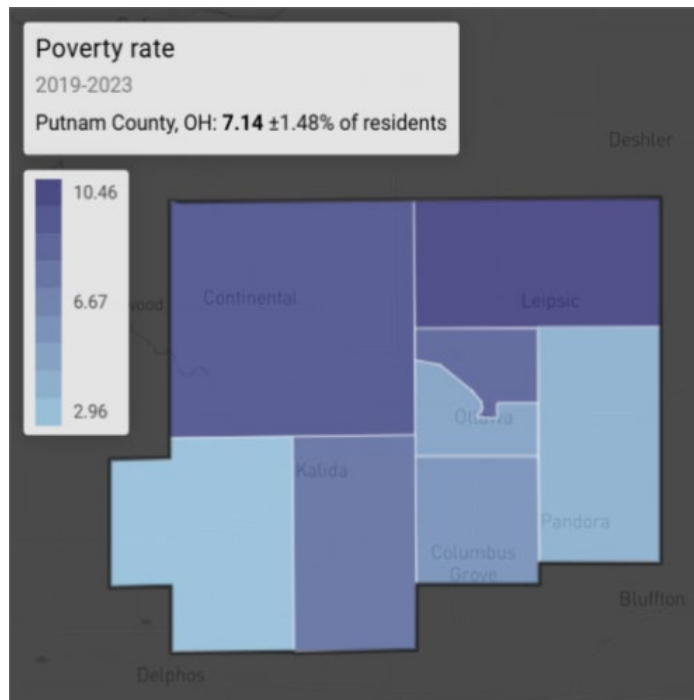 Poverty rate
2019-2023
Putnam County, OH: 7.14 ±1.48% of residents
Deshler
10.46
Continental
Leipsic
6.67
wood
2.96
Ottawa
Kalida
Pandora
Columbus
Grove
Bluffton
Delphos